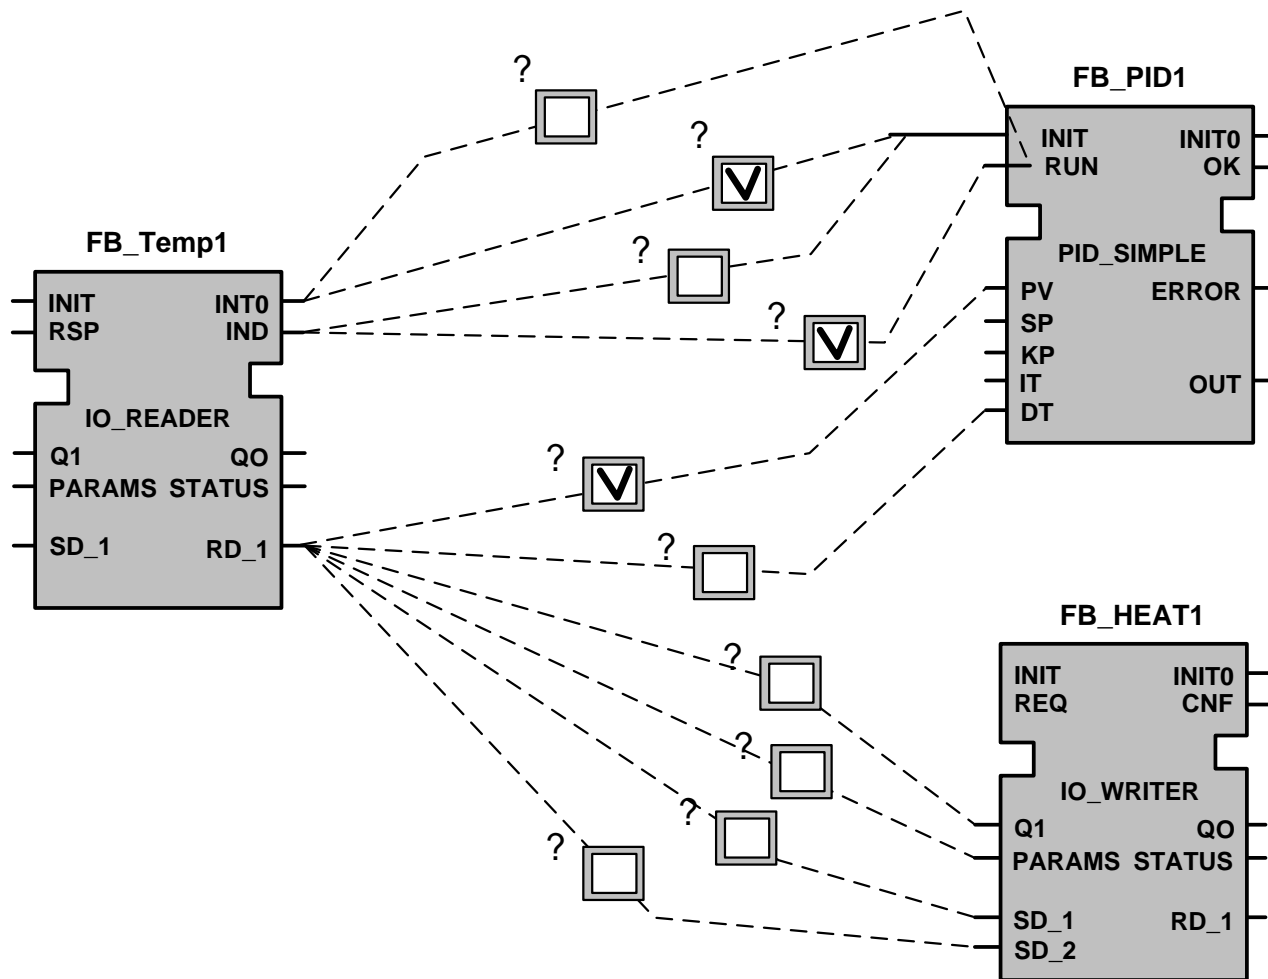 FB_Temp1
INIT INT0
RSP IND
IO_READER
Q1 QO
PARAMS STATUS
SD_1 RD_1
?
?
?
?
?
?
?
?
?
?
V
V
V
FB_PID1
INIT INIT0
RUN OK
PID_SIMPLE
PV ERROR
SP
KP
IT OUT
DT
FB_HEAT1
INIT INIT0
REQ CNF
IO_WRITER
Q1 QO
PARAMS STATUS
SD_1 RD_1
SD_2